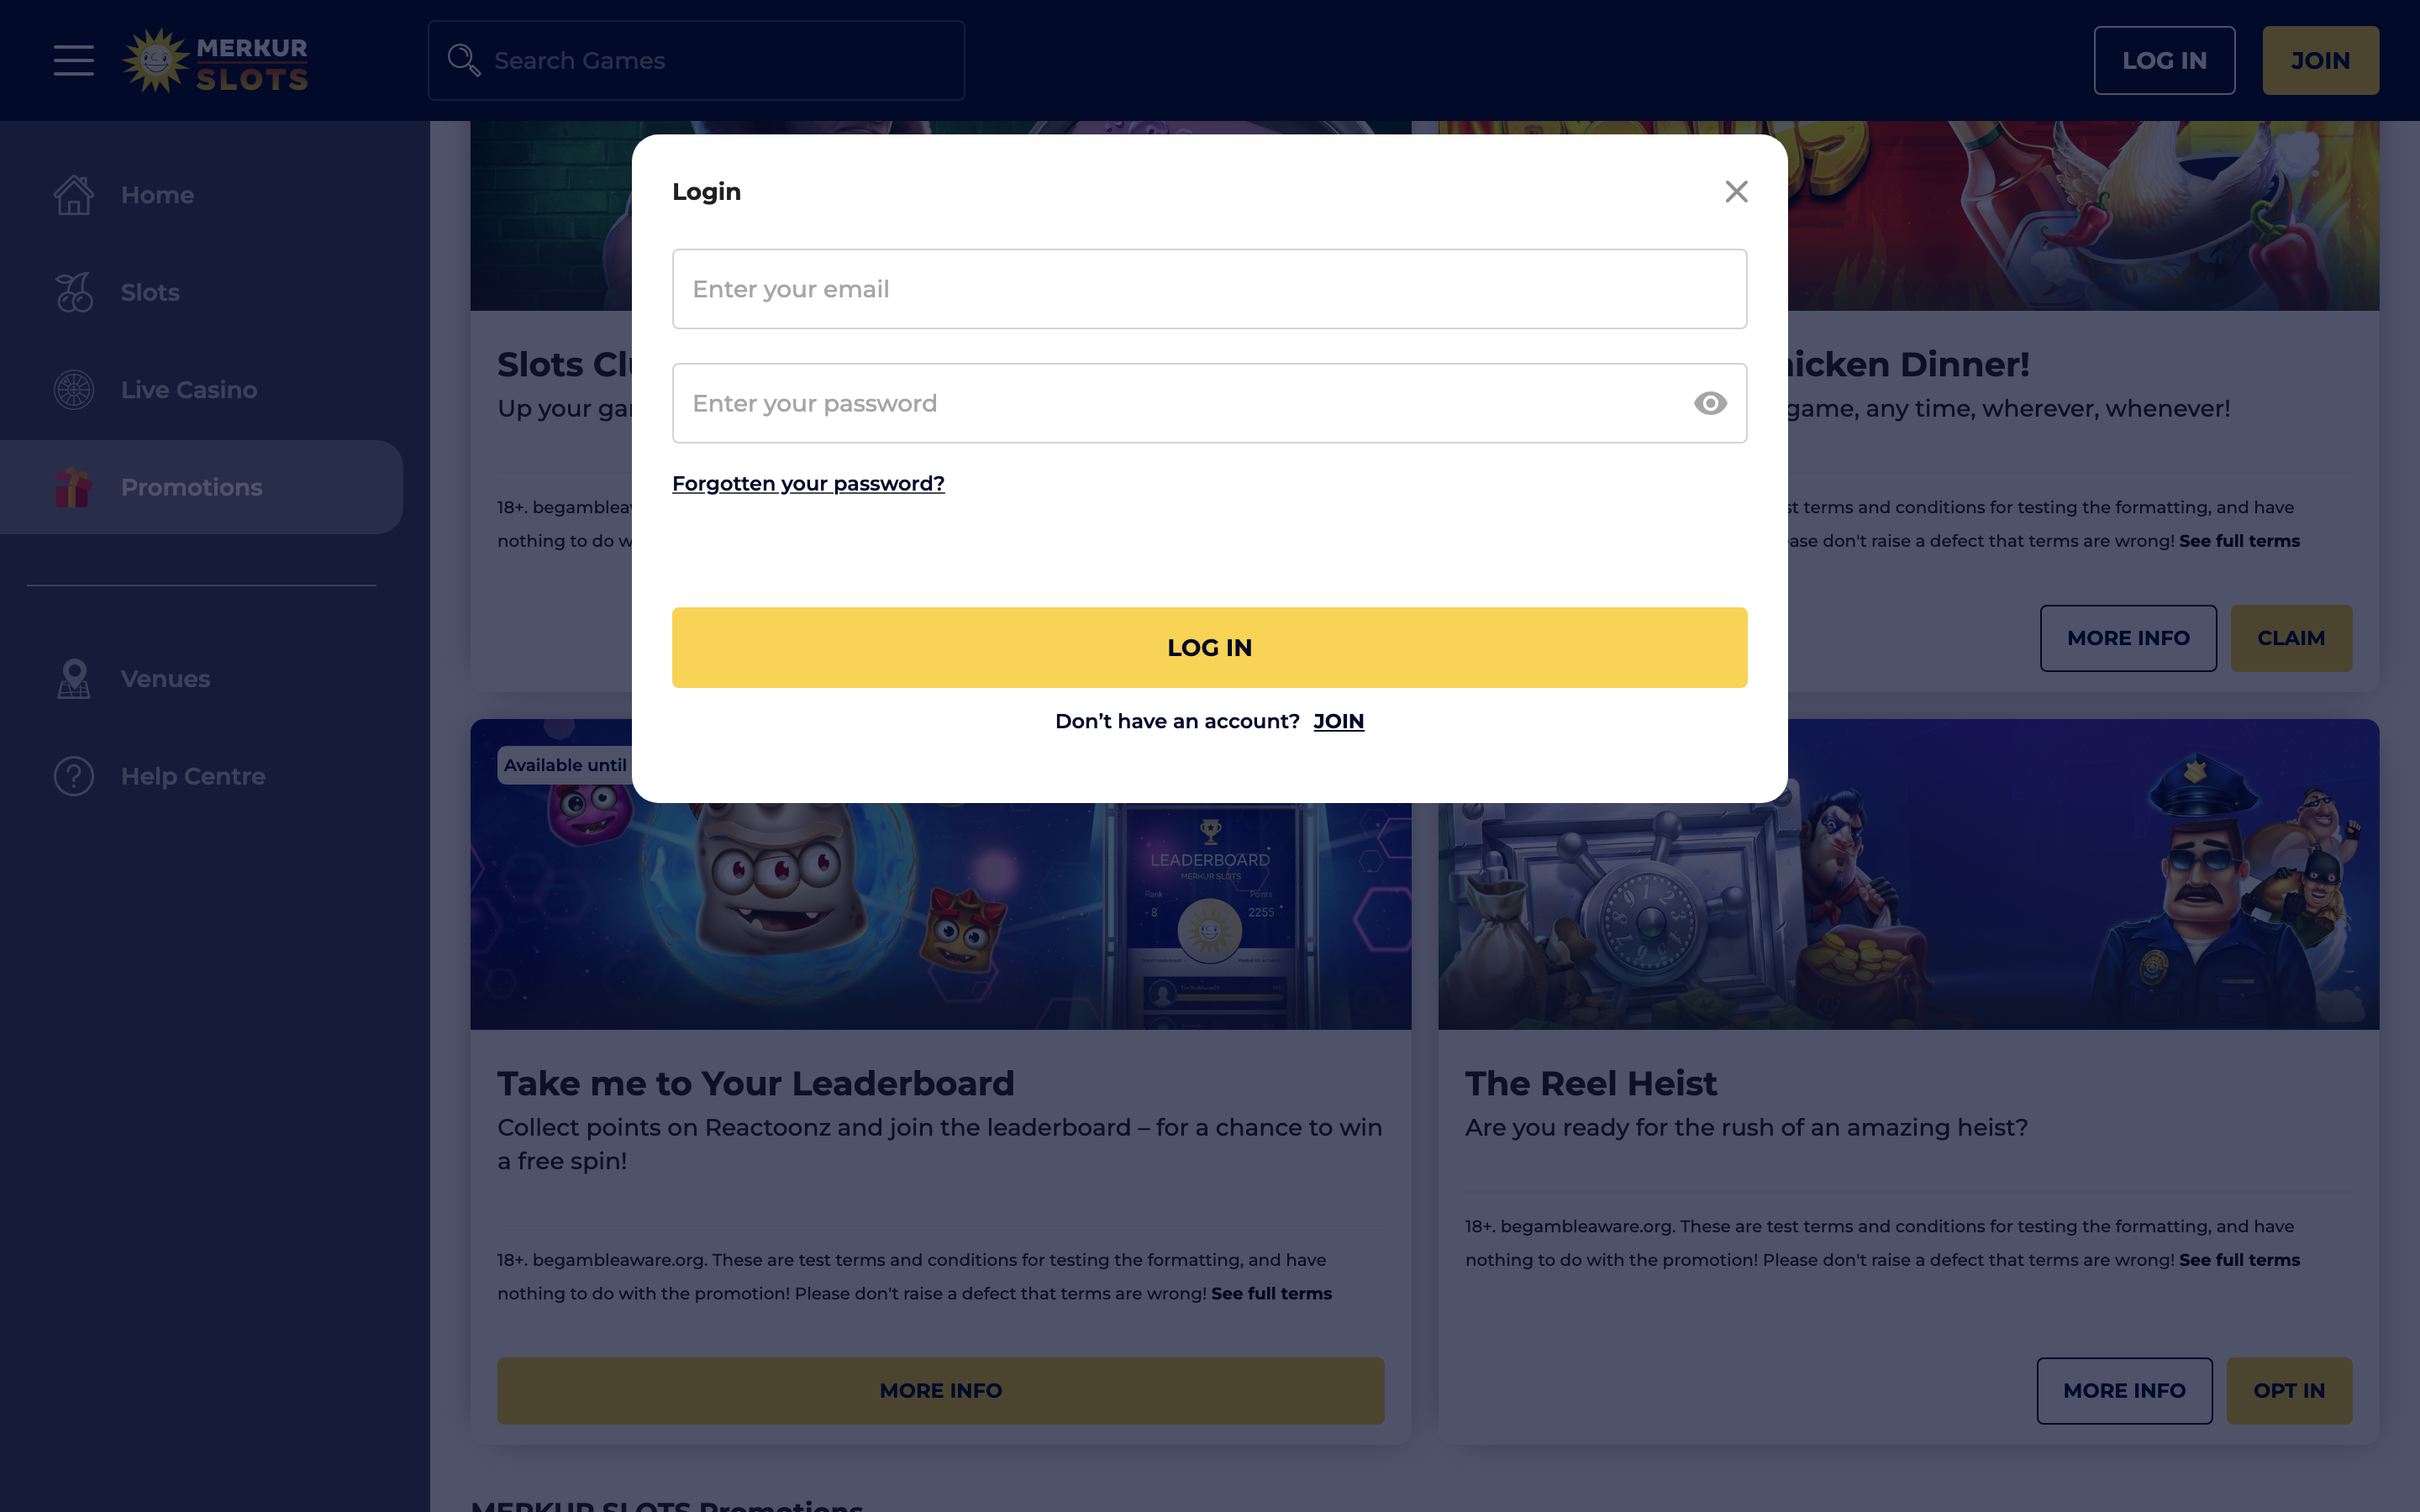 MERKUR
SLOTS
Search Games
LOG IN
JOIN
Home
Slots
Live Casino
Promotions
Venues
Help Centre
Login
Enter your email
Enter your password
Forgotten your password?
LOG IN
Don’t have an account? JOIN
Slots
Up your
18+.
nothing to do
Dinner!
game, any time, wherever, whenever!
terms and conditions for testing the formatting, and have
don't raise a defect that terms are wrong! See full terms
MORE INFO
CLAIM
Available until
LEADERBOARD
MERKUR SLOTS
Rank
Points
8
2255
Take me to Your Leaderboard
Collect points on Reactoonz and join the leaderboard – for a chance to win
a free spin!
18+. begambleaware.org. These are test terms and conditions for testing the formatting, and have
nothing to do with the promotion! Please don't raise a defect that terms are wrong! See full terms
MORE INFO
The Reel Heist
Are you ready for the rush of an amazing heist?
18+. begambleaware.org. These are test terms and conditions for testing the formatting, and have
nothing to do with the promotion! Please don't raise a defect that terms are wrong! See full terms
MORE INFO
OPT IN
MERKUR SLOTS Promotions